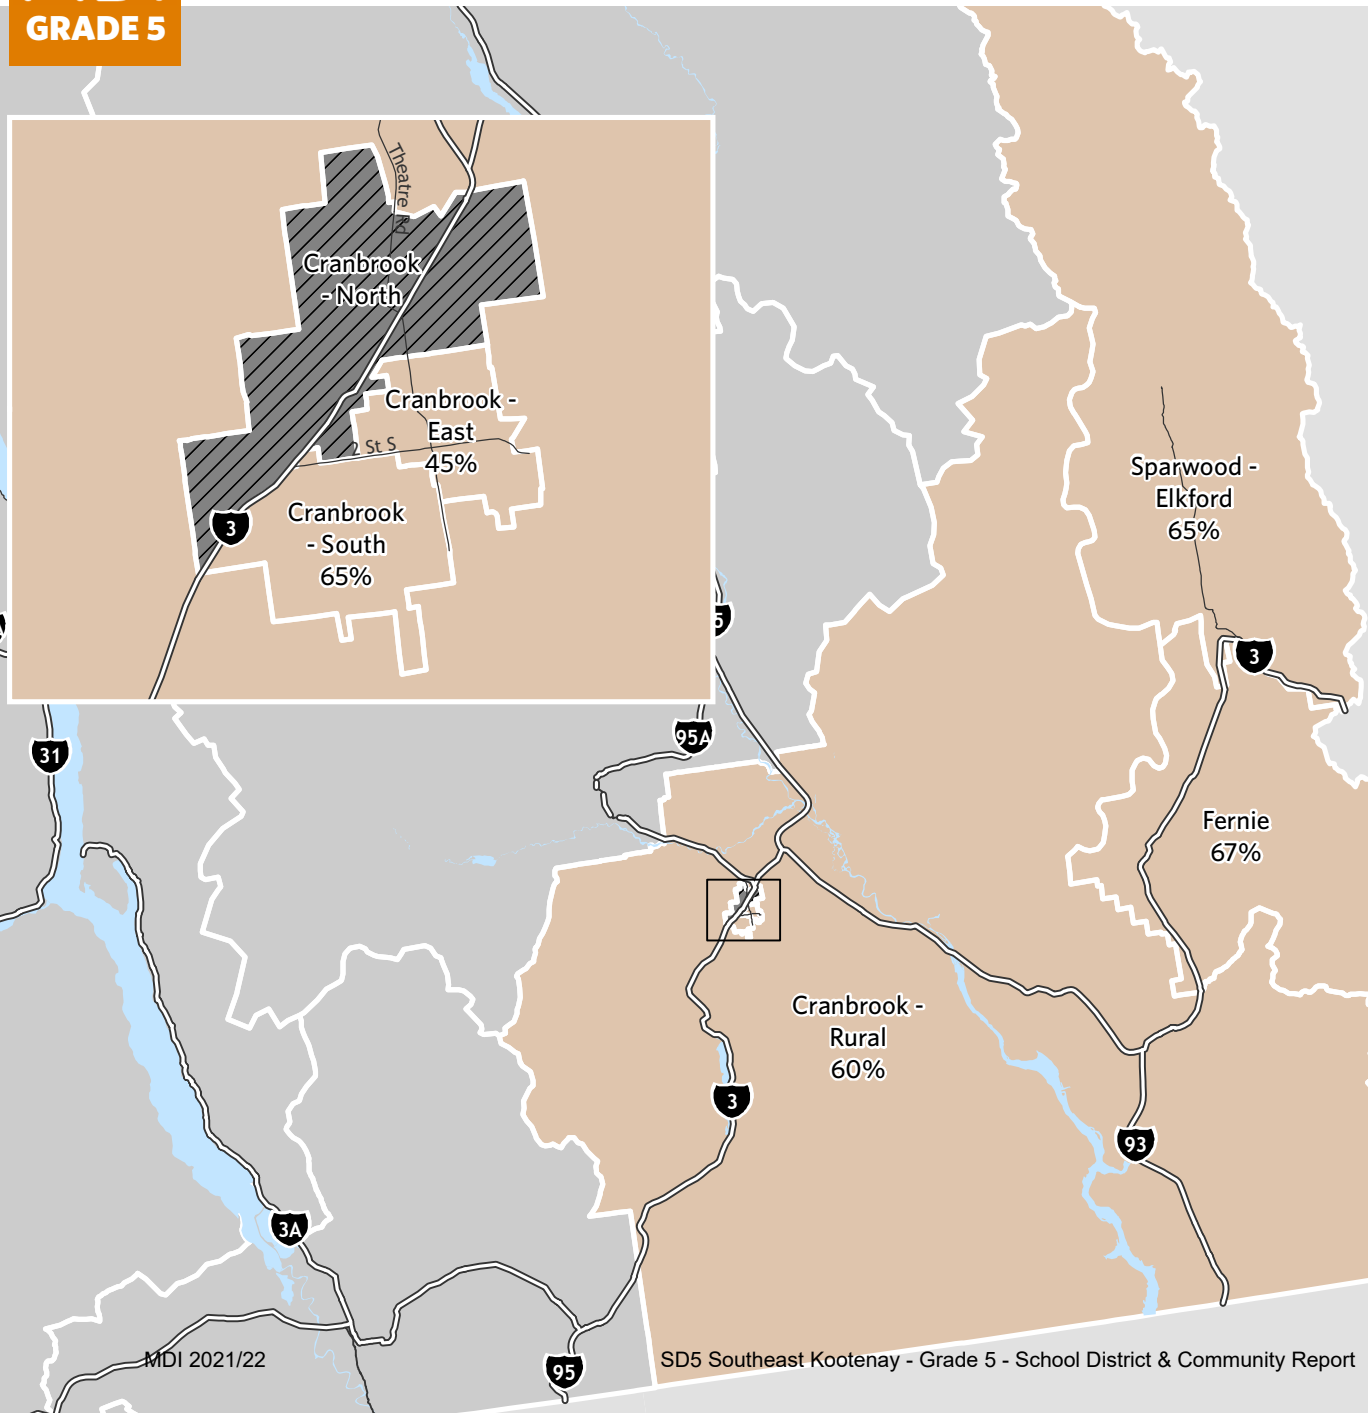 GRADE 5
Theatre Rd
Cranbrook
- North
Cranbrook -
East
45%
2 St S
Cranbrook
- South
65%
3
Sparwood -
Elkford
65%
3
31
95A
Fernie
67%
Cranbrook -
Rural
60%
3
93
3A
95
MDI 2021/22
SD5 Southeast Kootenay - Grade 5 - School District & Community Report